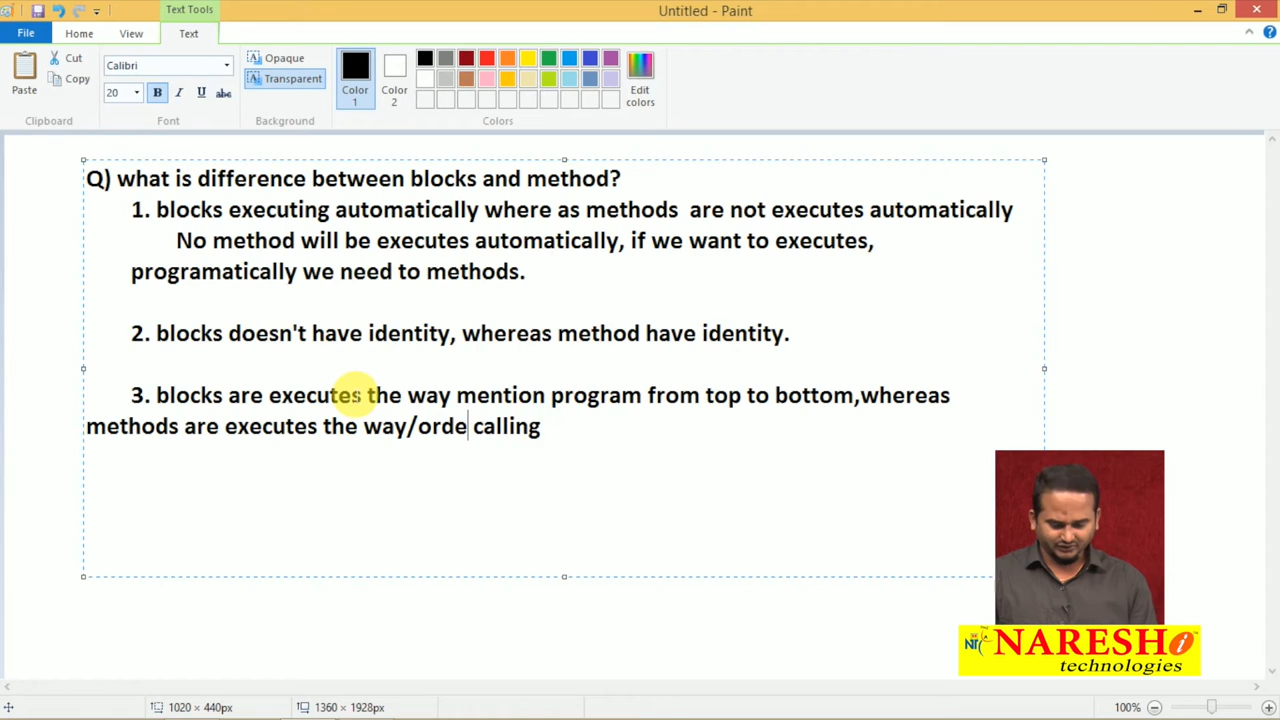 Text Tools
Untitled - Paint
File
Home
View
Text
Paste
Cut
Copy
Clipboard
Calibri
20
B
I
U
abc
Font
Opaque
Transparent
Background
Color
1
Color
2
Edit
colors
Colors
Q) what is difference between blocks and method?
1. blocks executing automatically where as methods  are not executes automatically
No method will be executes automatically, if we want to executes,
programatically we need to methods.
2. blocks doesn't have identity, whereas method have identity.
3. blocks are executes the way mention program from top to bottom,whereas
methods are executes the way/orde calling
NARESH i
technologies
1020 × 440px
1360 × 1928px
100%